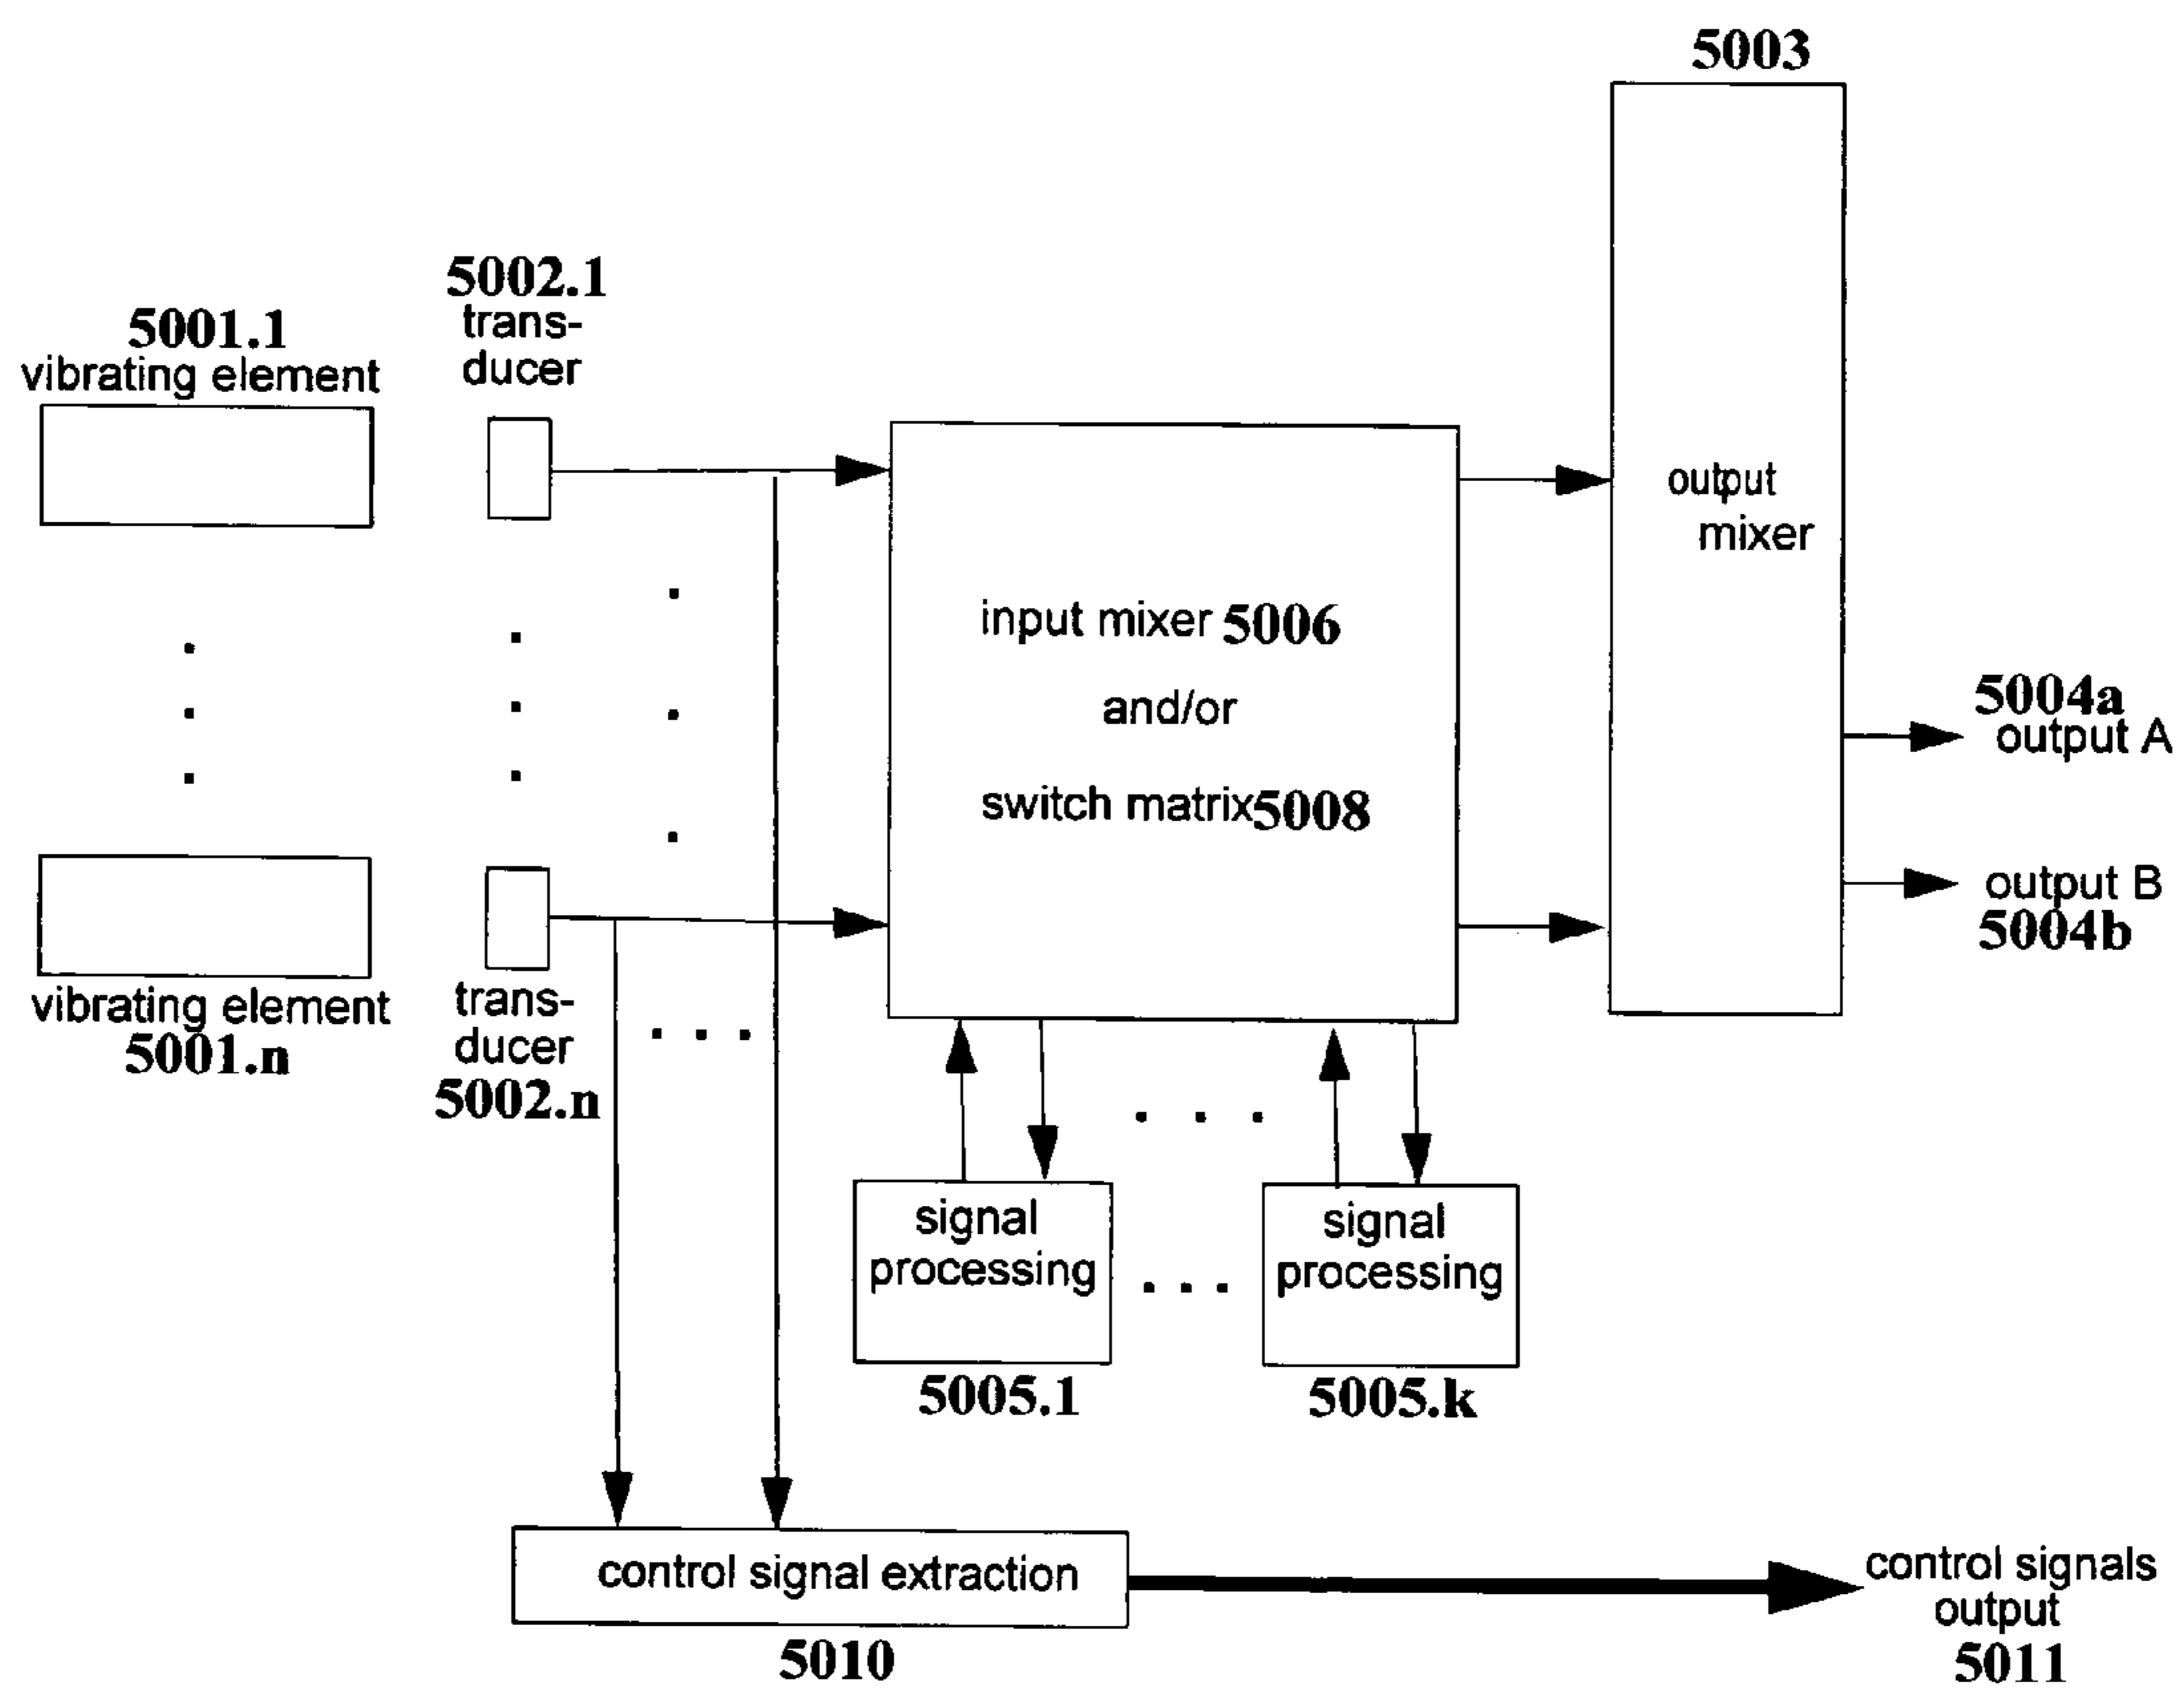 5003
5002.1
trans-
ducer
5001.1
vibrating element
output
mixer
input mixer 5006
and/or
switch matrix5008
5004a
output A
output B
5004b
vibrating element
5001.n
trans-
ducer
5002.n
signal
processing
5005.1
signal
processing
5005.k
control signal extraction
5010
control signals
output
5011